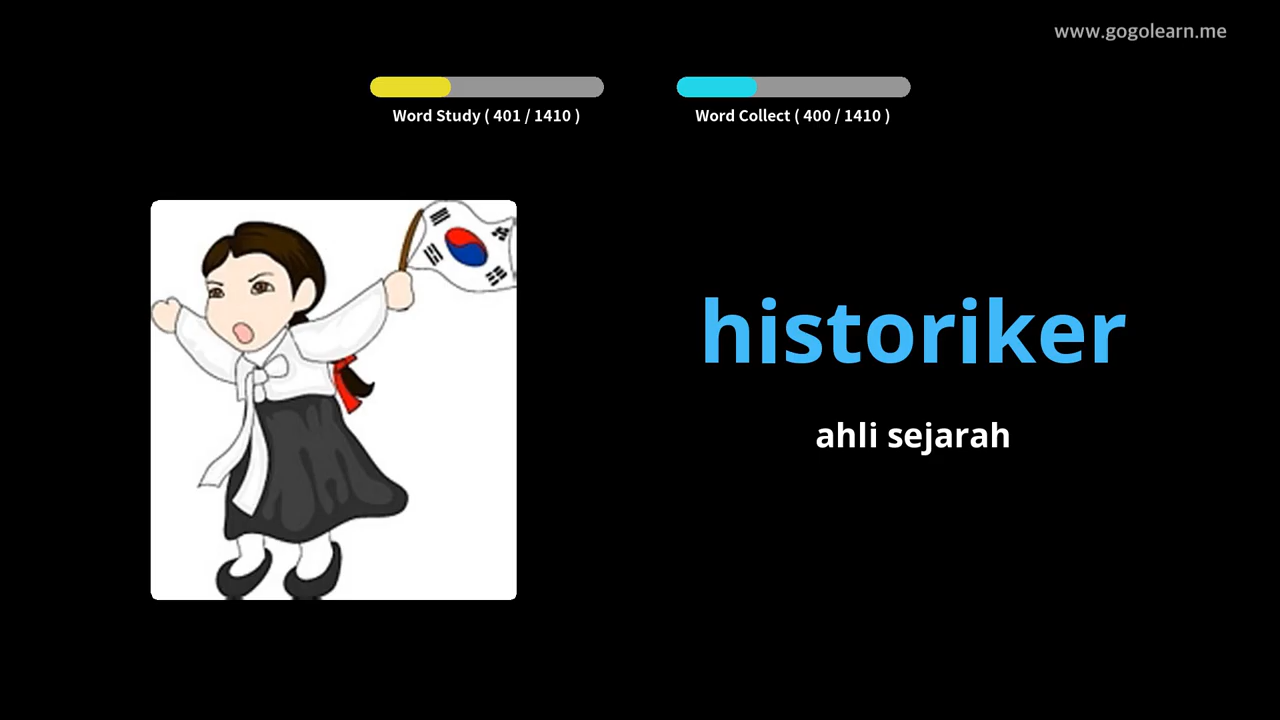 www.gogolearn.me
Word Study ( 401 / 1410 )
Word Collect ( 400 / 1410 )
historiker
ahli sejarah